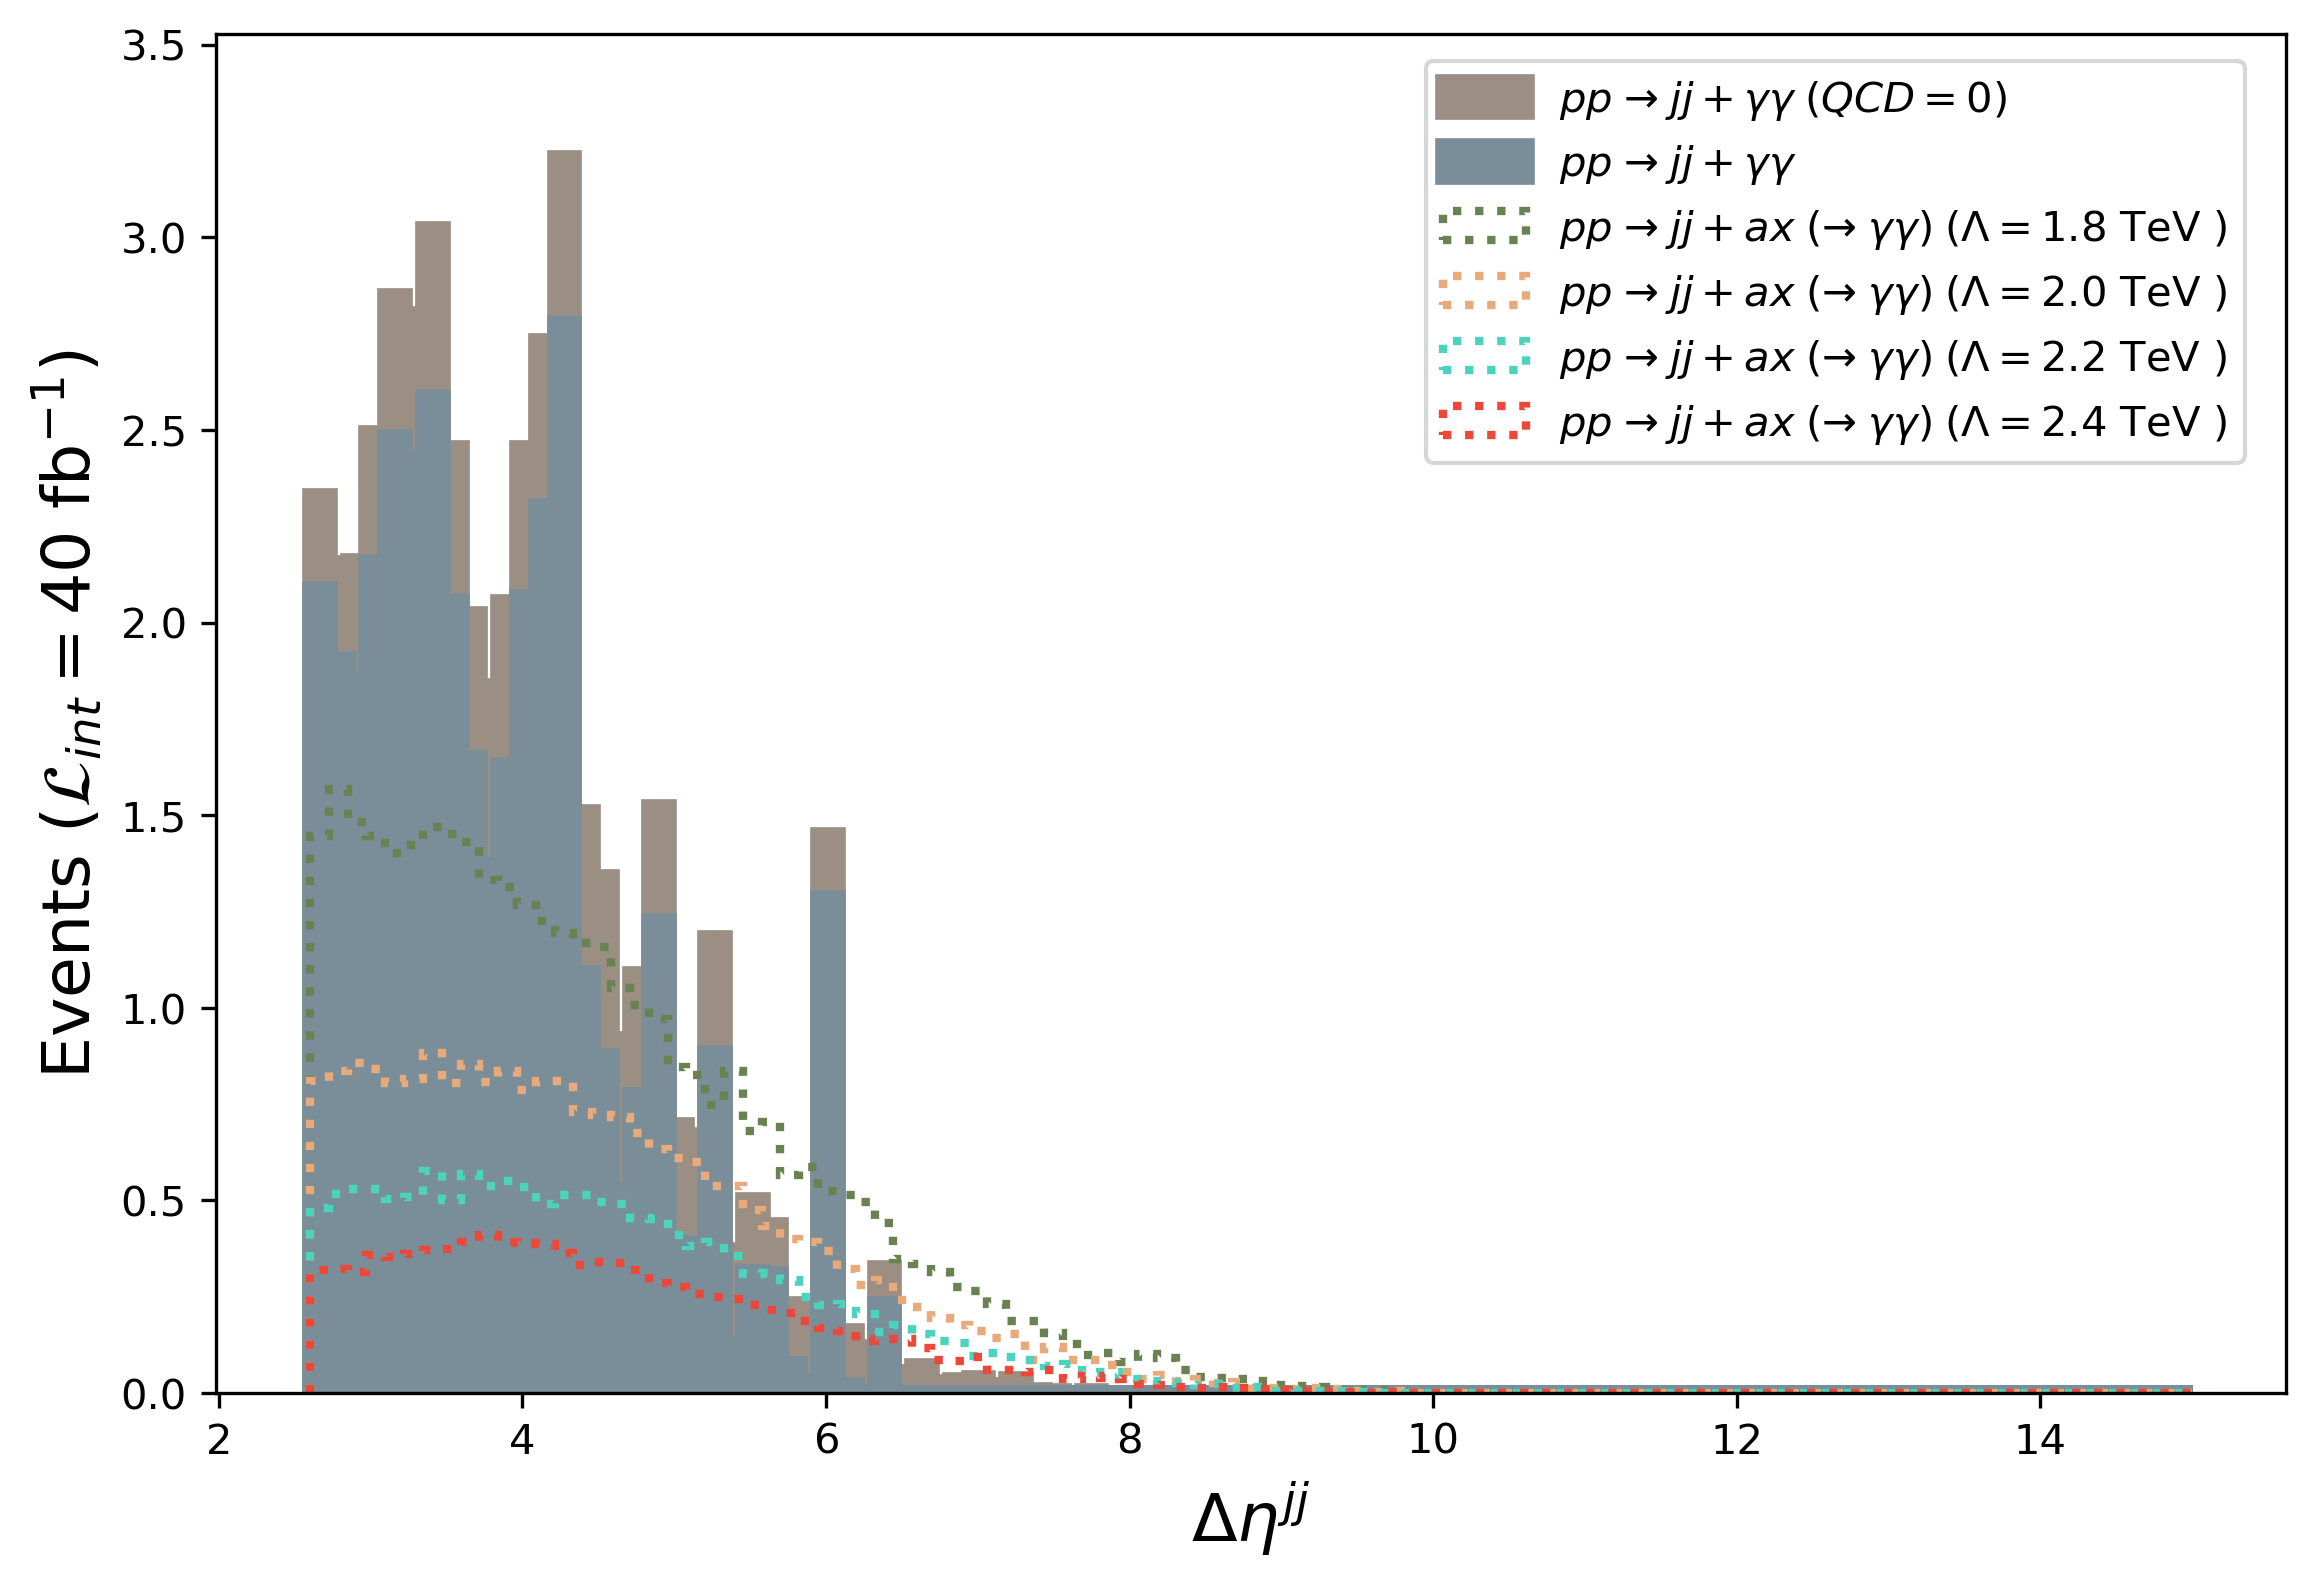 Events (ℒ_int = 40 fb⁻¹)
3.5
3.0
2.5
2.0
1.5
1.0
0.5
0.0
pp → jj + γγ (QCD = 0)
pp → jj + γγ
pp → jj + ax (→ γγ) (Λ = 1.8 TeV )
pp → jj + ax (→ γγ) (Λ = 2.0 TeV )
pp → jj + ax (→ γγ) (Λ = 2.2 TeV )
pp → jj + ax (→ γγ) (Λ = 2.4 TeV )
2 4 6 8 10 12 14
Δη^jj